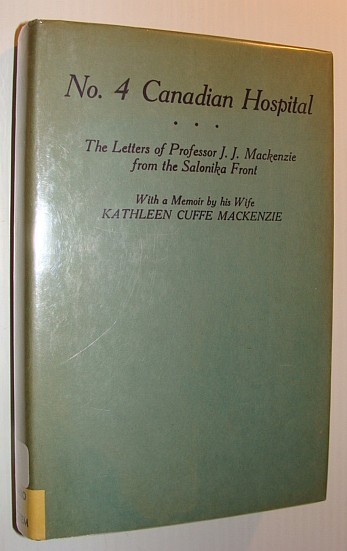 No. 4 Canadian Hospital
• • •
The Letters of Professor J. J. Mackenzie
from the Salonika Front
With a Memoir by his Wife
KATHLEEN CUFFE MACKENZIE